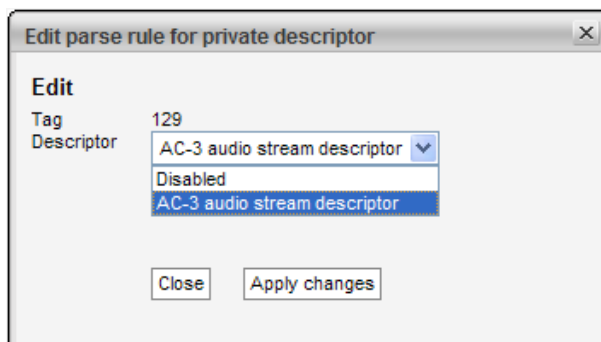 Edit parse rule for private descriptor
Edit
Tag 129
Descriptor AC-3 audio stream descriptor
Disabled
AC-3 audio stream descriptor
Close Apply changes